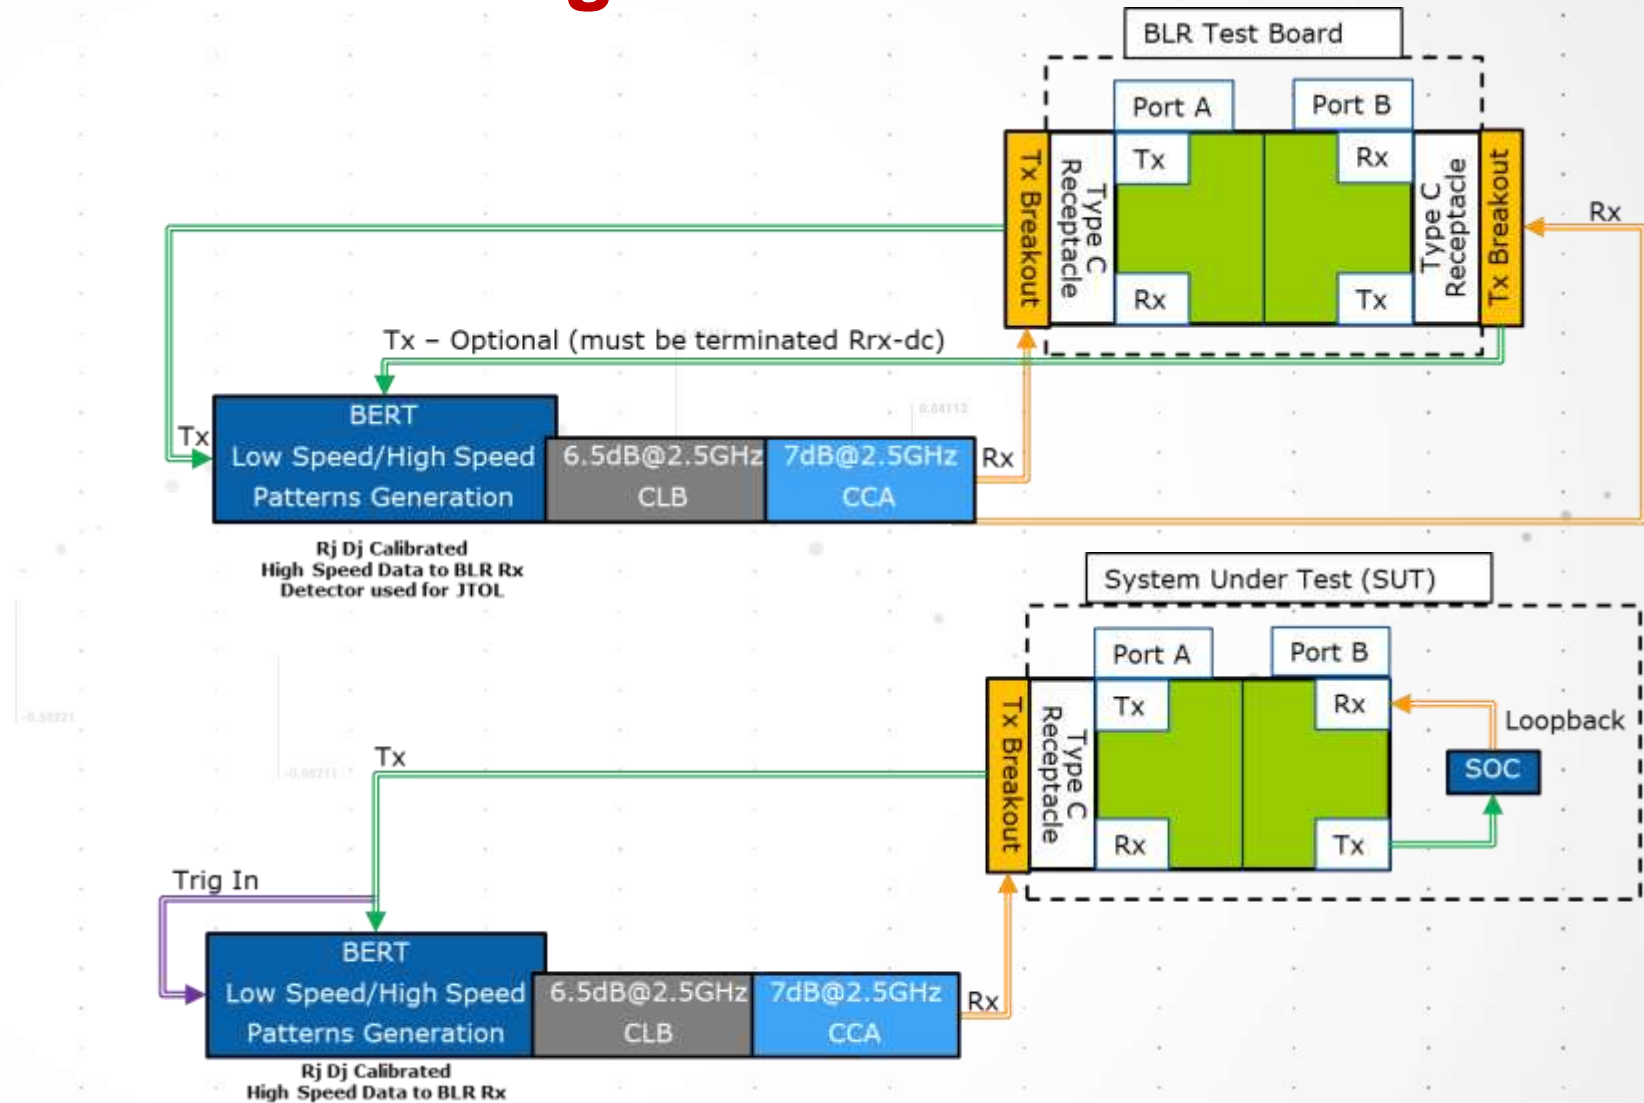 BLR Test Board
Port A
Port B
Tx Breakout
Type C
Receptacle
Tx
Rx
Rx
Tx
Type C
Receptacle
Tx Breakout
Rx
Tx – Optional (must be terminated Rrx-dc)
Tx
BERT
Low Speed/High Speed
Patterns Generation
6.5dB@2.5GHz
CLB
7dB@2.5GHz
CCA
Rx
0.04113
Rj Dj Calibrated
High Speed Data to BLR Rx
Detector used for JTOL
System Under Test (SUT)
Port A
Port B
Tx Breakout
Type C
Receptacle
Tx
Rx
Rx
Tx
Loopback
SOC
Tx
Trig In
BERT
Low Speed/High Speed
Patterns Generation
6.5dB@2.5GHz
CLB
7dB@2.5GHz
CCA
Rx
Rj Dj Calibrated
High Speed Data to BLR Rx